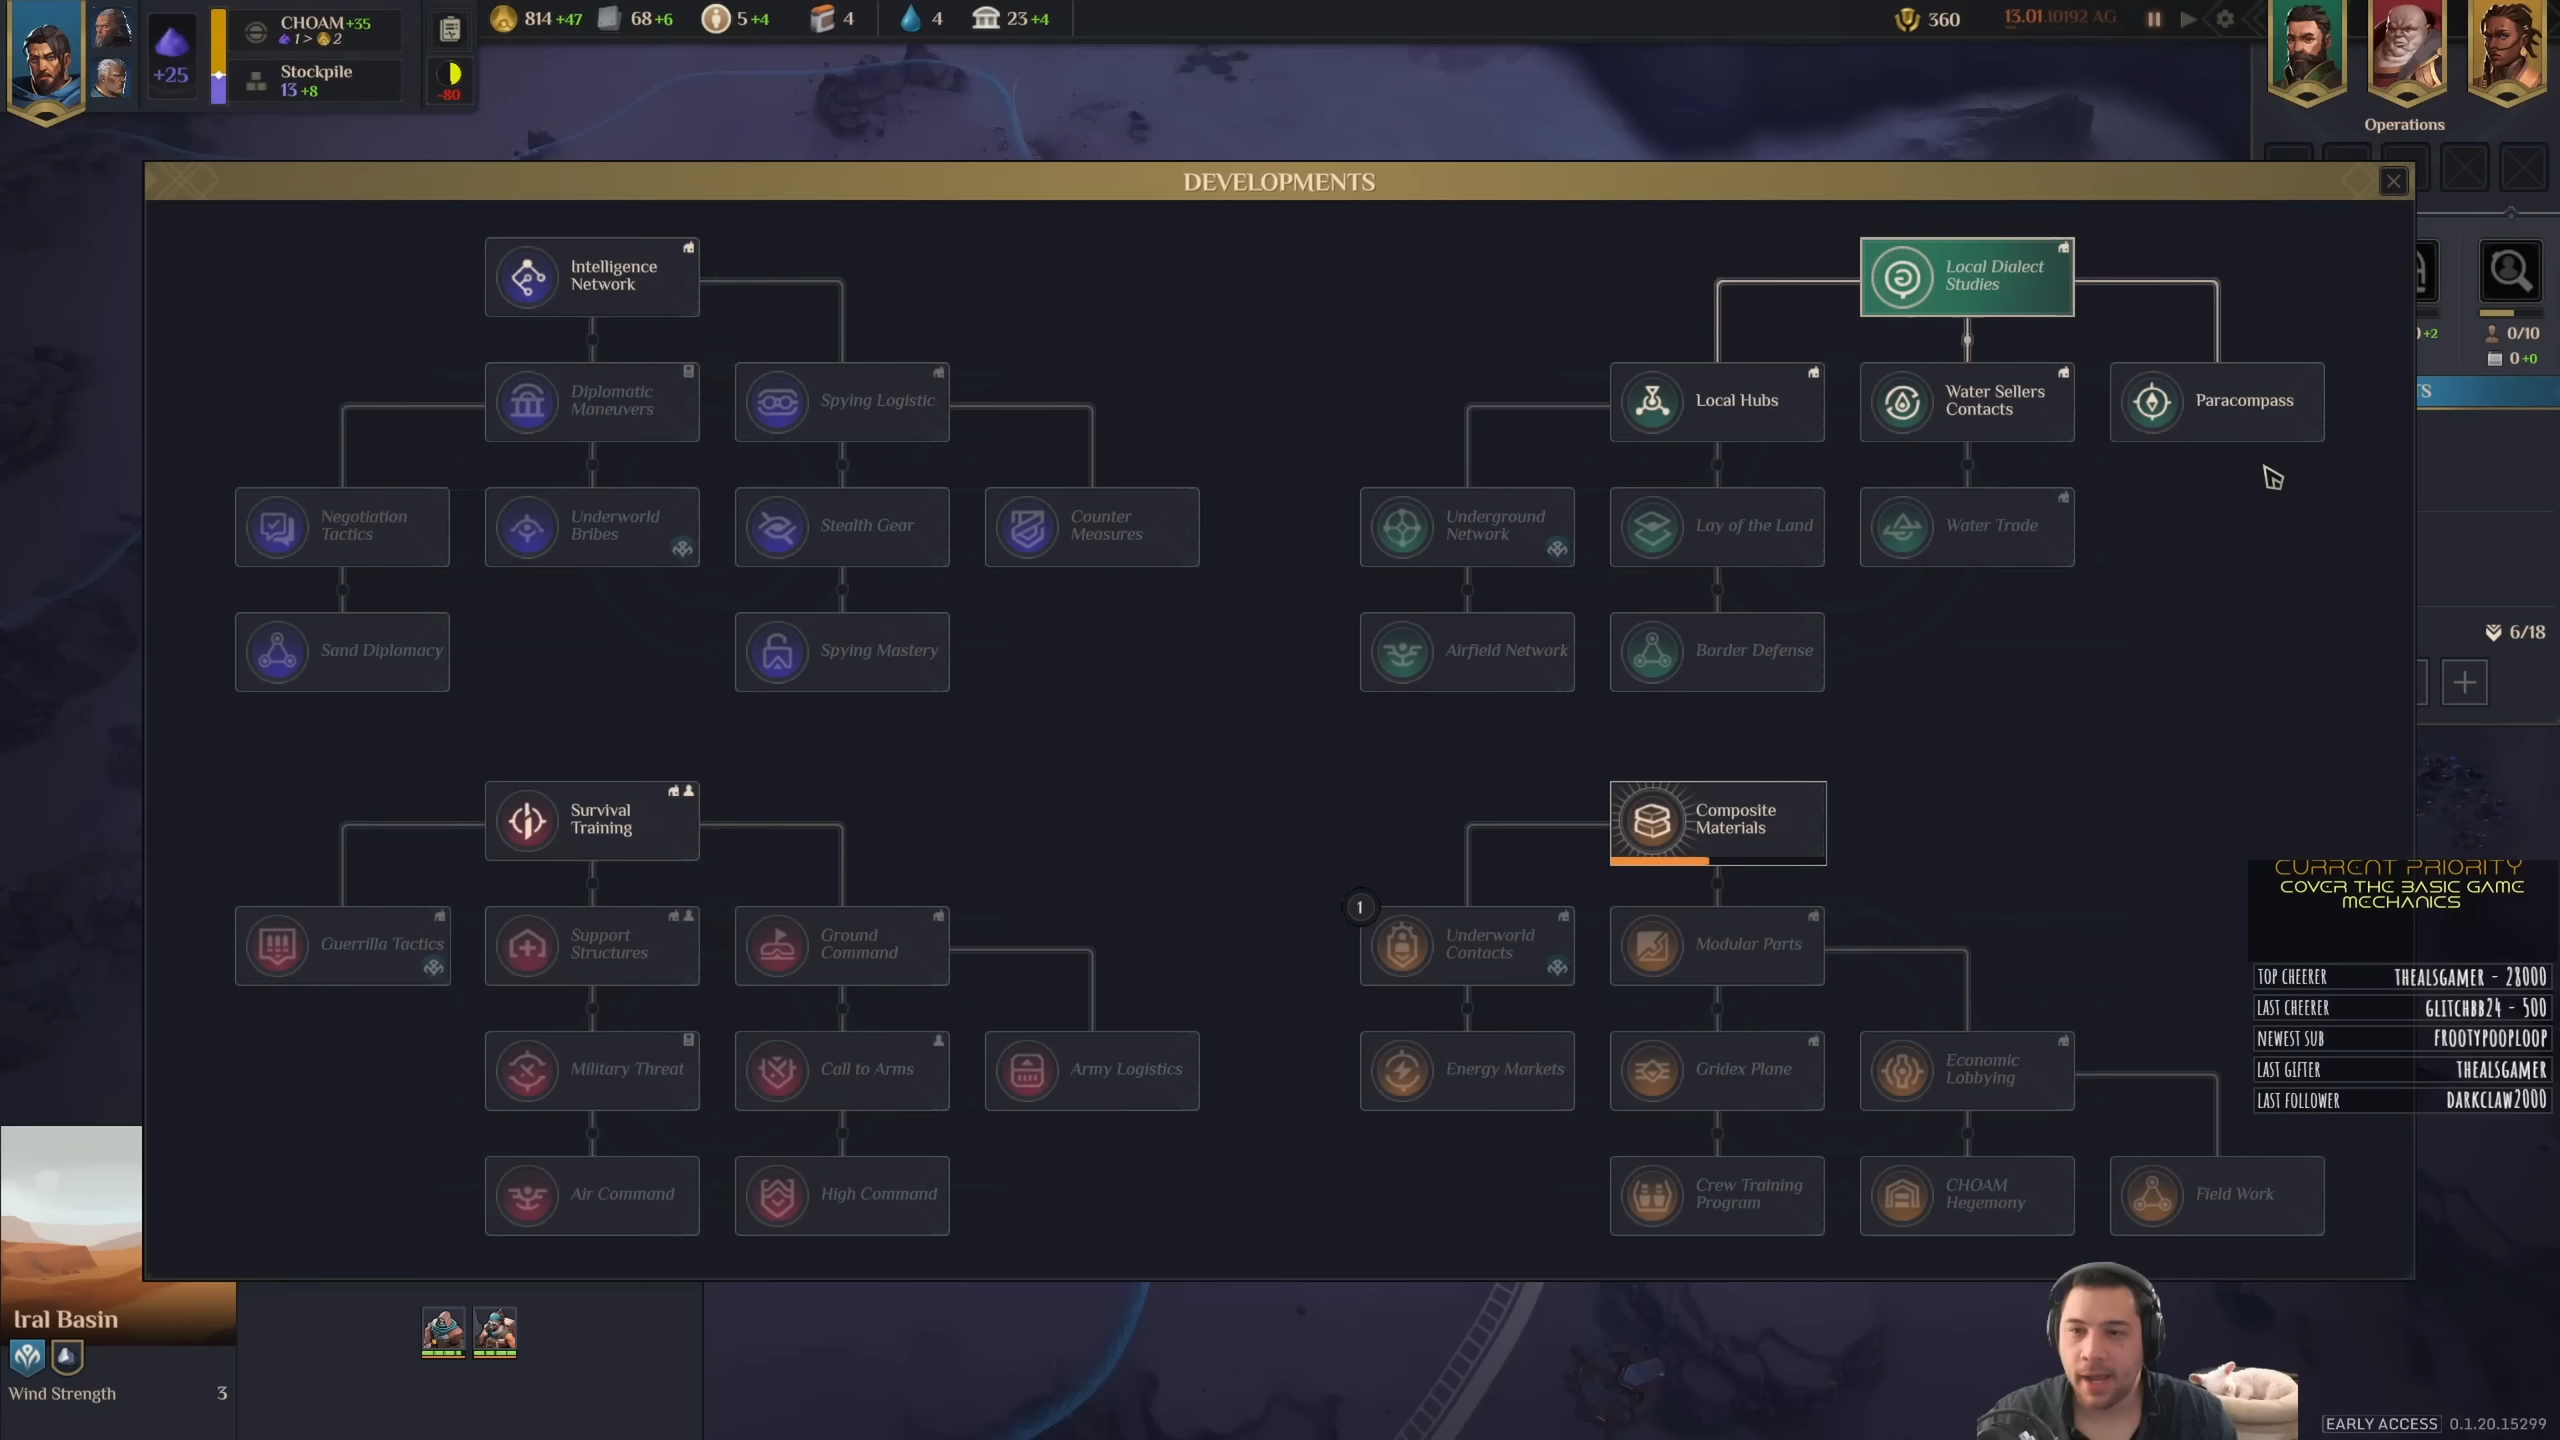 CHOAM +35
1 > 2
Stockpile
13 +8
+25
-80
814 +47
68 +6
5 +4
4
4
23 +4
360
13.01.10192 AG
Operations
DEVELOPMENTS
Intelligence
Network
Diplomatic
Maneuvers
Spying Logistic
Negotiation
Tactics
Underworld
Bribes
Stealth Gear
Counter
Measures
Sand Diplomacy
Spying Mastery
Local Dialect
Studies
Local Hubs
Water Sellers
Contacts
Paracompass
Underground
Network
Lay of the Land
Water Trade
Airfield Network
Border Defense
Survival
Training
Guerrilla Tactics
Support
Structures
Ground
Command
Military Threat
Call to Arms
Army Logistics
Air Command
High Command
Composite
Materials
1
Underworld
Contacts
Modular Parts
Energy Markets
Gridex Plane
Economic
Lobbying
Crew Training
Program
CHOAM
Hegemony
Field Work
+2
0/10
0 +0
6/18
CURRENT PRIORITY
COVER THE BASIC GAME
MECHANICS
TOP CHEERER THEALSGAMER - 28000
LAST CHEERER GLITCHBB24 - 500
NEWEST SUB FROOTYPOOPLOOP
LAST GIFTER THEALSGAMER
LAST FOLLOWER DARKCLAW2000
Iral Basin
Wind Strength 3
EARLY ACCESS 0.1.20.15299